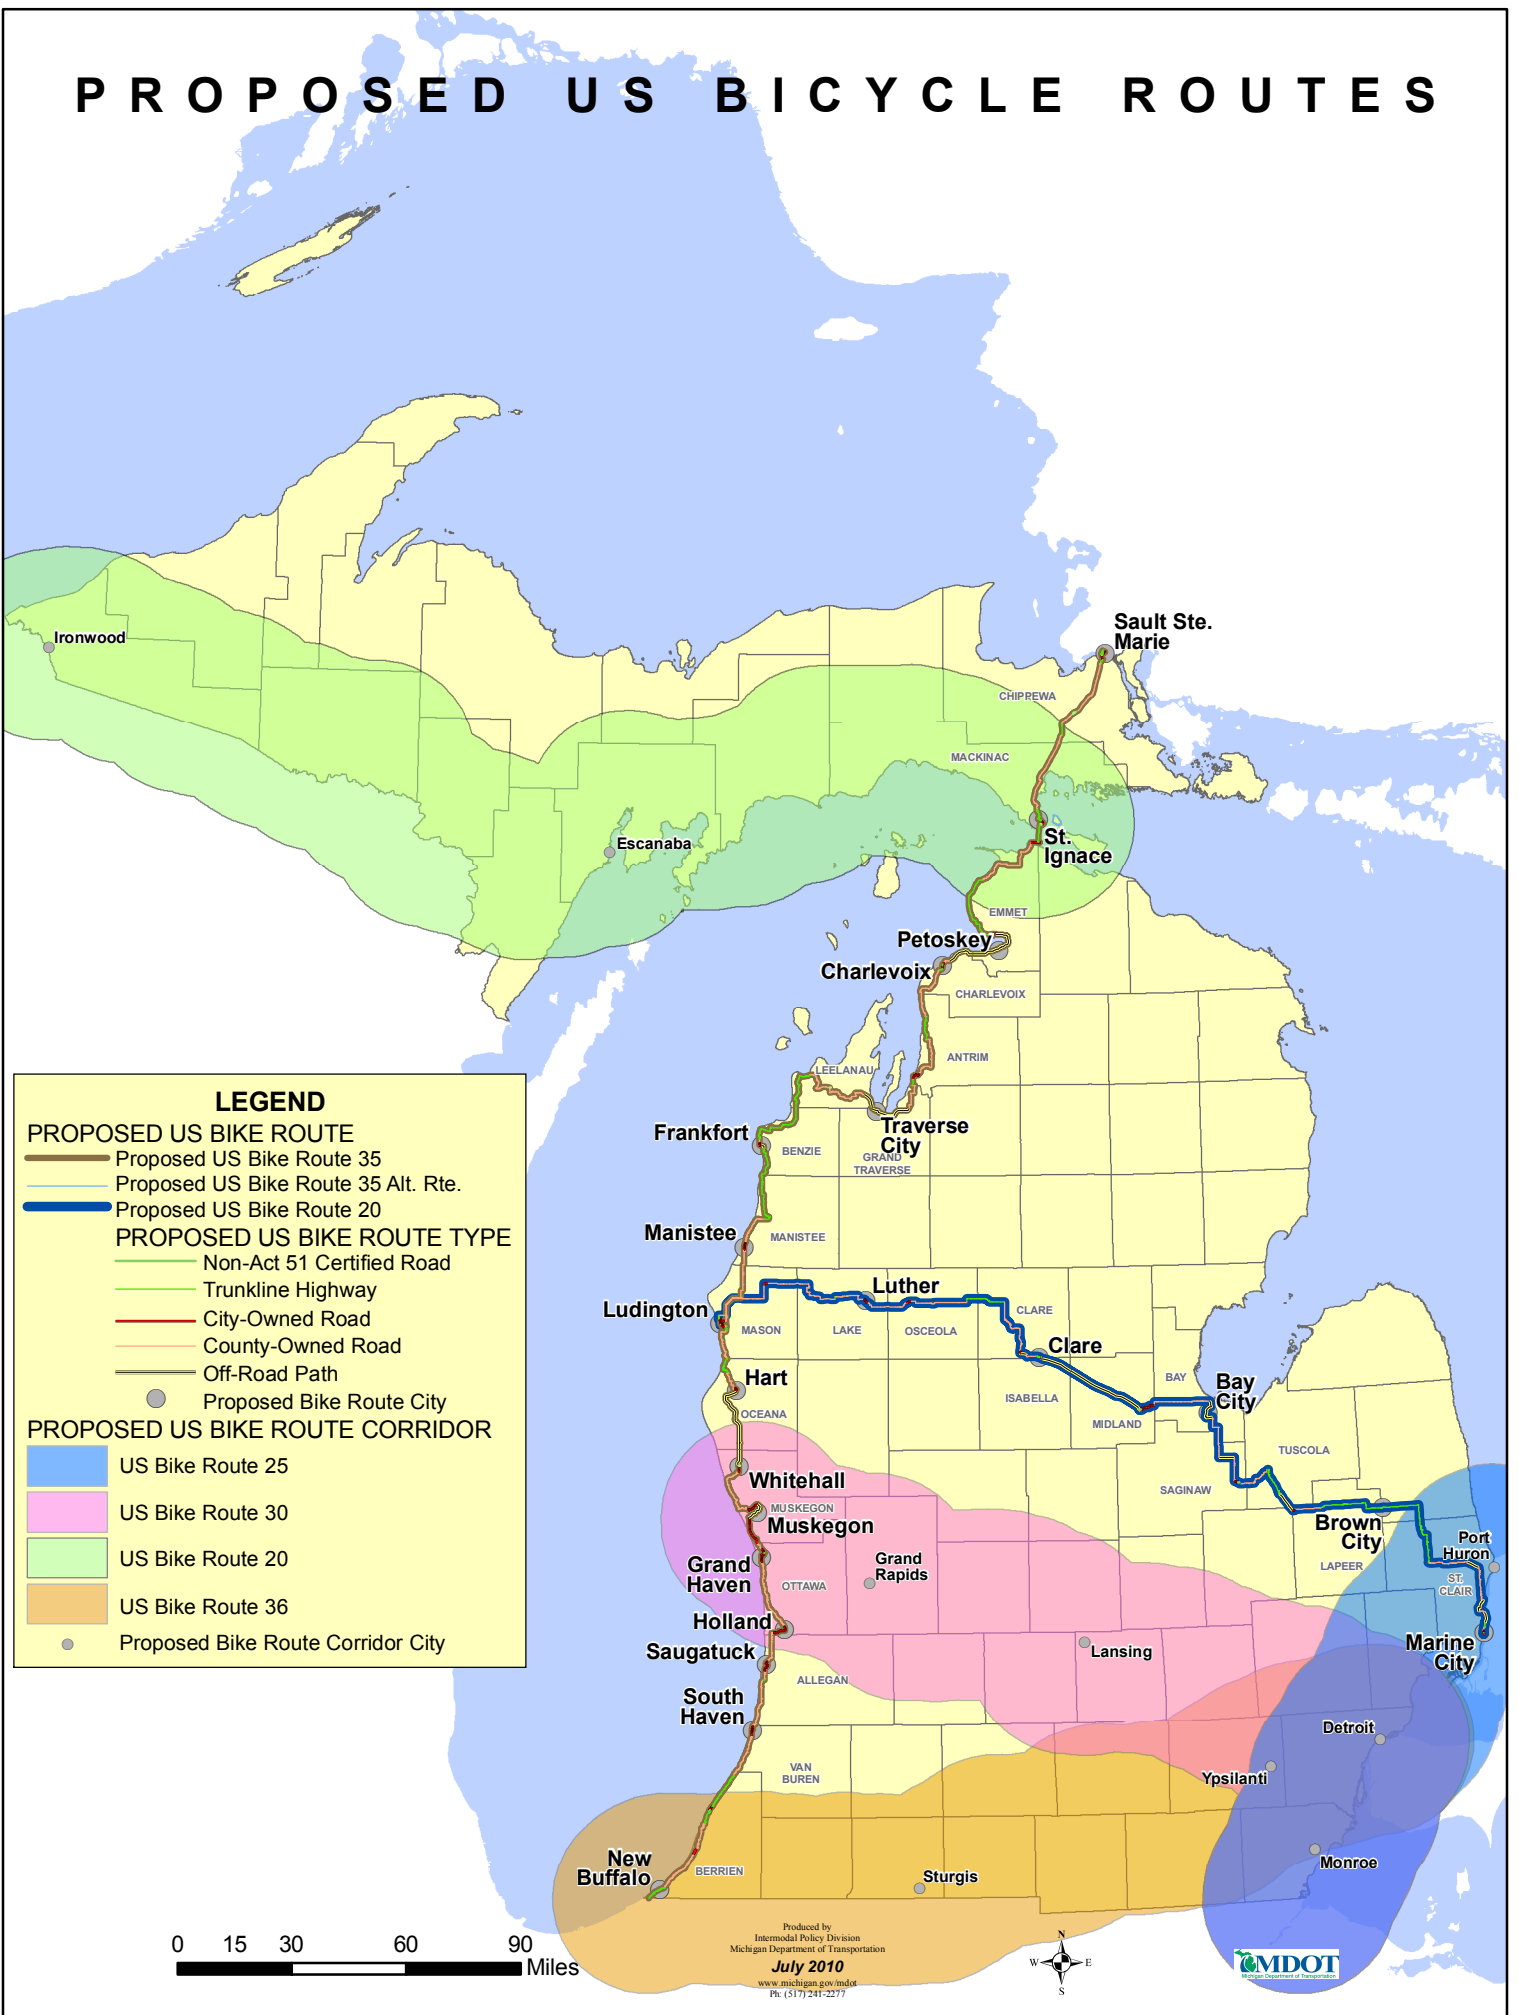 PROPOSED US BICYCLE ROUTES
Ironwood
Sault Ste.
Marie
CHIPPEWA
MACKINAC
Escanaba
St.
Ignace
EMMET
Petoskey
Charlevoix
CHARLEVOIX
ANTRIM
LEELANAU
Traverse
City
Frankfort
BENZIE
GRAND
TRAVERSE
Manistee
MANISTEE
Luther
Ludington
MASON
LAKE
OSCEOLA
CLARE
Clare
Hart
OCEANA
ISABELLA
MIDLAND
BAY
Bay
City
TUSCOLA
SAGINAW
Whitehall
MUSKEGON
Muskegon
Brown
City
LAPEER
Port
Huron
ST.
CLAIR
Grand
Haven
OTTAWA
Grand
Rapids
Holland
Saugatuck
ALLEGAN
Lansing
Marine
City
South
Haven
VAN
BUREN
Detroit
Ypsilanti
New
Buffalo
BERRIEN
Sturgis
Monroe
LEGEND
PROPOSED US BIKE ROUTE
Proposed US Bike Route 35
Proposed US Bike Route 35 Alt. Rte.
Proposed US Bike Route 20
PROPOSED US BIKE ROUTE TYPE
Non-Act 51 Certified Road
Trunkline Highway
City-Owned Road
County-Owned Road
Off-Road Path
Proposed Bike Route City
PROPOSED US BIKE ROUTE CORRIDOR
US Bike Route 25
US Bike Route 30
US Bike Route 20
US Bike Route 36
Proposed Bike Route Corridor City
0 15 30 60 90
Miles
Produced by
Intermodal Policy Division
Michigan Department of Transportation
July 2010
www.michigan.gov/mdot
Ph: (517) 241-2277
N
W E
S
MDOT
Michigan Department of Transportation